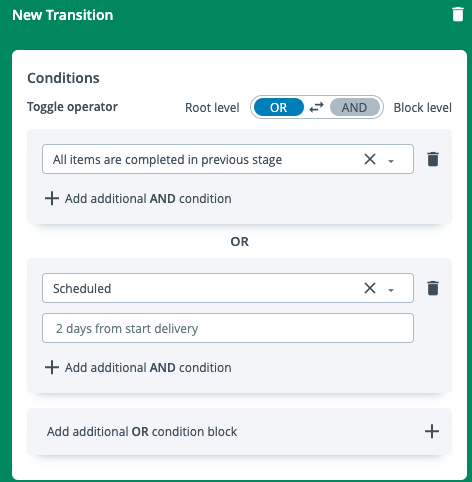 New Transition
Conditions
Toggle operator Root level OR AND Block level
All items are completed in previous stage
Add additional AND condition
OR
Scheduled
2 days from start delivery
Add additional AND condition
Add additional OR condition block